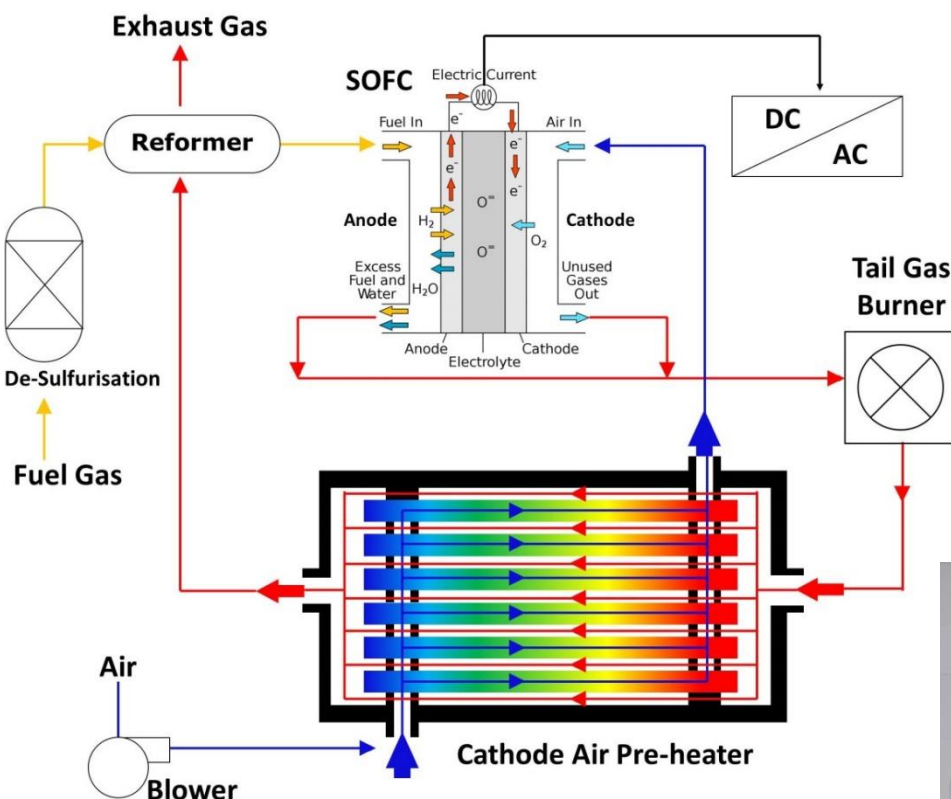 Exhaust Gas
SOFC
Electric Current
DC
AC
Reformer
Fuel In
e⁻
Air In
e⁻
e⁻
e⁻
Anode
H₂
O⁼
O⁼
O₂
Cathode
Excess
Fuel and
Water
H₂O
Unused
Gases
Out
Anode
Electrolyte
Cathode
Tail Gas
Burner
De-Sulfurisation
Fuel Gas
Air
Blower
Cathode Air Pre-heater